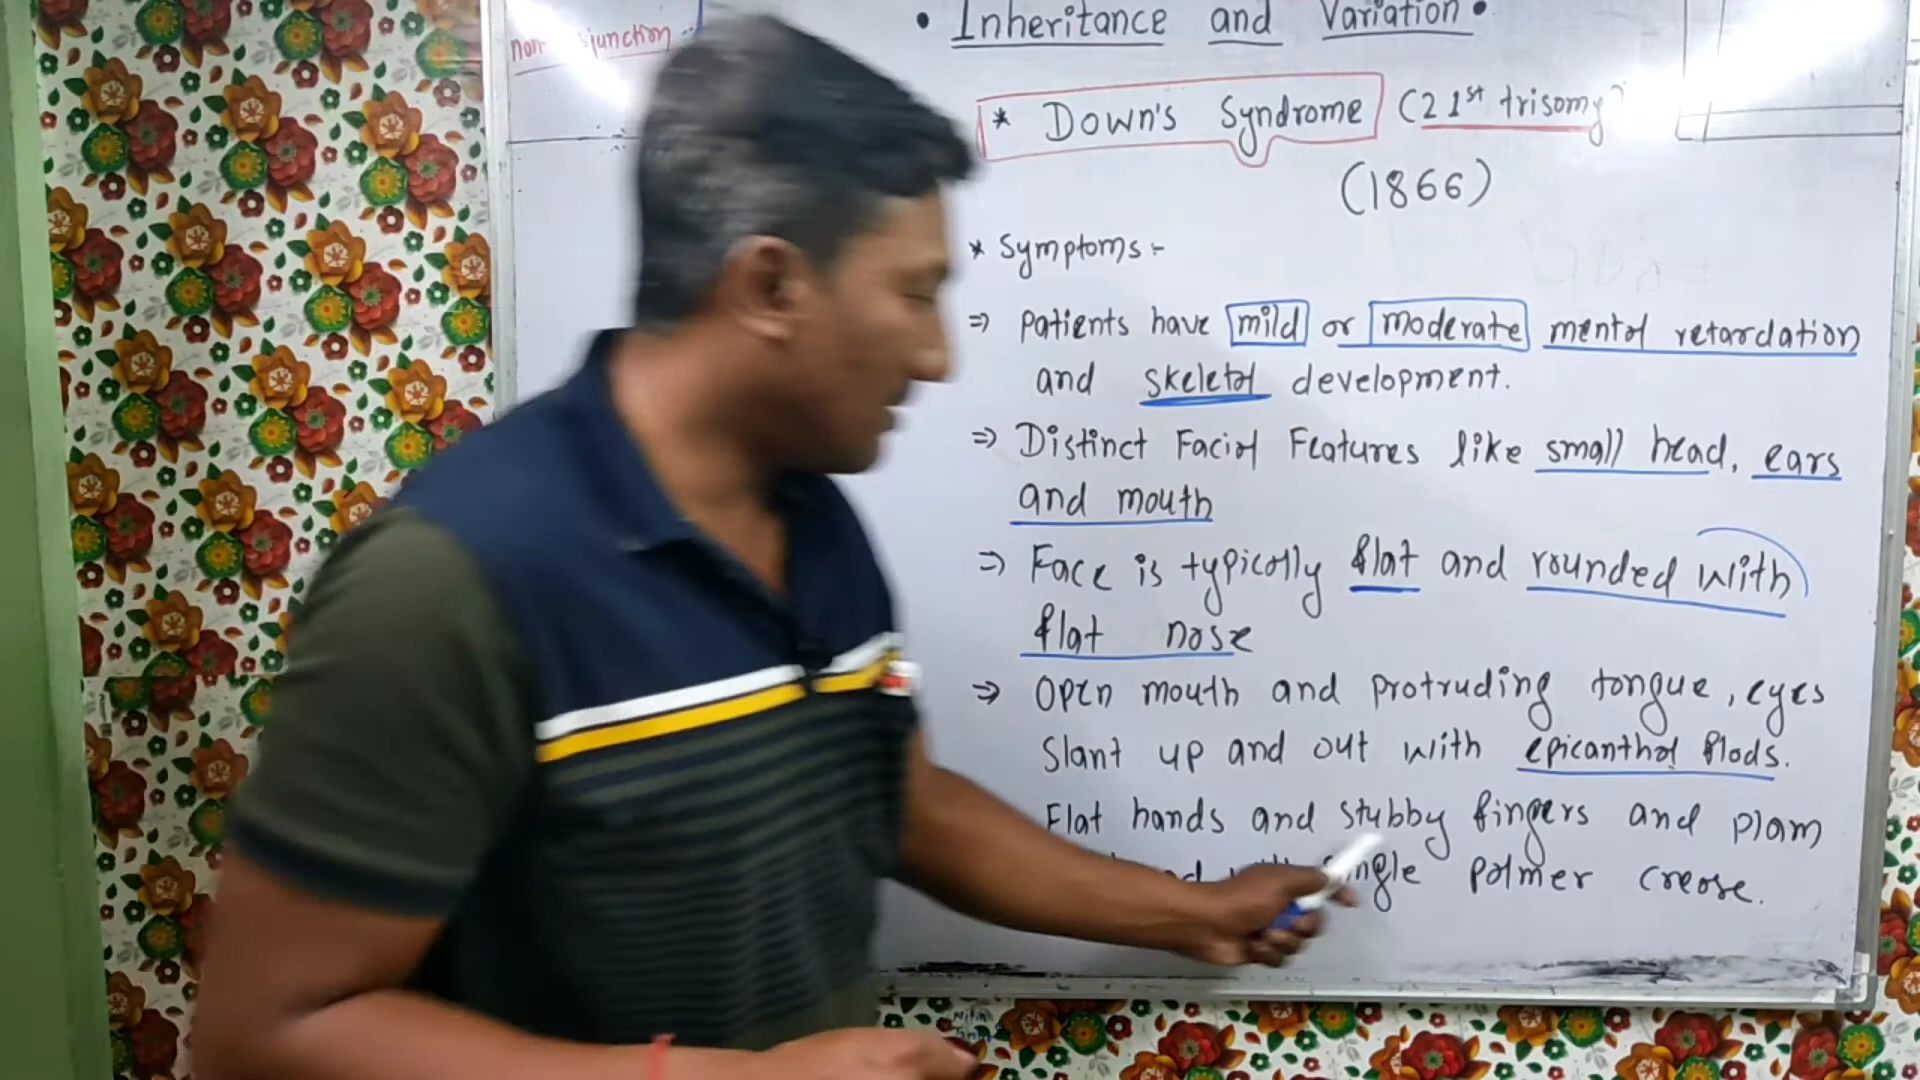 • Inheritance and Variation •
* Down's Syndrome (21st trisomy)
(1866)
* Symptoms :-
⇒ Patients have mild or Moderate mental retardation
and skeletal development.
⇒ Distinct Facial Features like small head, ears
and mouth
⇒ Face is typically flat and rounded with
flat nose
⇒ Open mouth and protruding tongue, eyes
Slant up and out with epicanthal flods.
Flat hands and stubby fingers and plam
palmer crease.